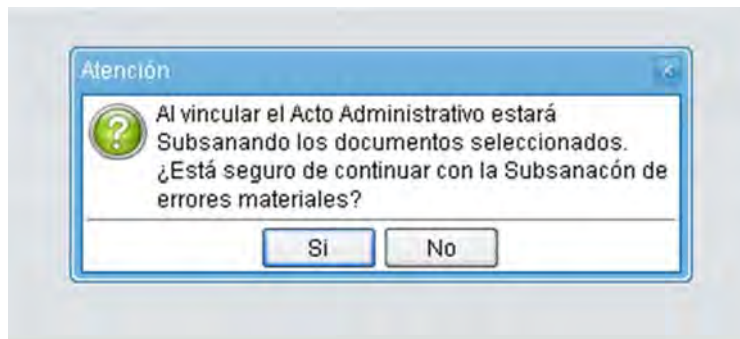 Atención
Al vincular el Acto Administrativo estará
Subsanando los documentos seleccionados.
¿Está seguro de continuar con la Subsanacón de
errores materiales?
Si No